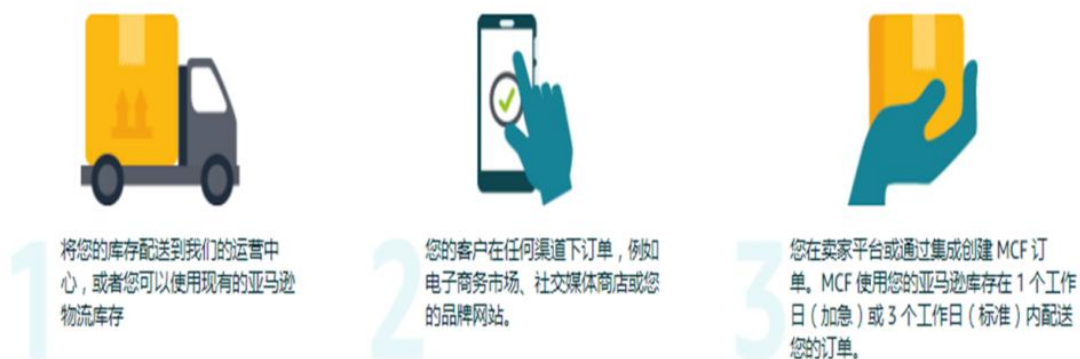 1
将您的库存配送到我们的运营中
心，或者您可以使用现有的亚马逊
物流库存
2
您的客户在任何渠道下订单，例如
电子商务市场、社交媒体商店或您
的品牌网站。
3
您在卖家平台或通过集成创建 MCF 订
单。MCF 使用您的亚马逊库存在 1 个工作
日（加急）或 3 个工作日（标准）内配送
您的订单。